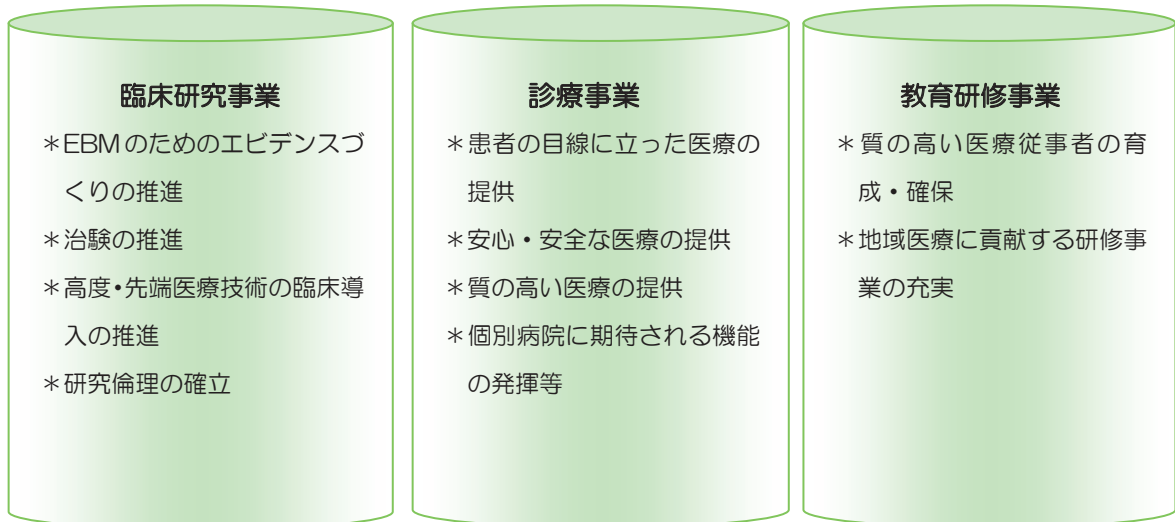 臨床研究事業
＊EBMのためのエビデンスづ
くりの推進
＊治験の推進
＊高度・先端医療技術の臨床導
入の推進
＊研究倫理の確立
診療事業
＊患者の目線に立った医療の
提供
＊安心・安全な医療の提供
＊質の高い医療の提供
＊個別病院に期待される機能
の発揮等
教育研修事業
＊質の高い医療従事者の育
成・確保
＊地域医療に貢献する研修事
業の充実